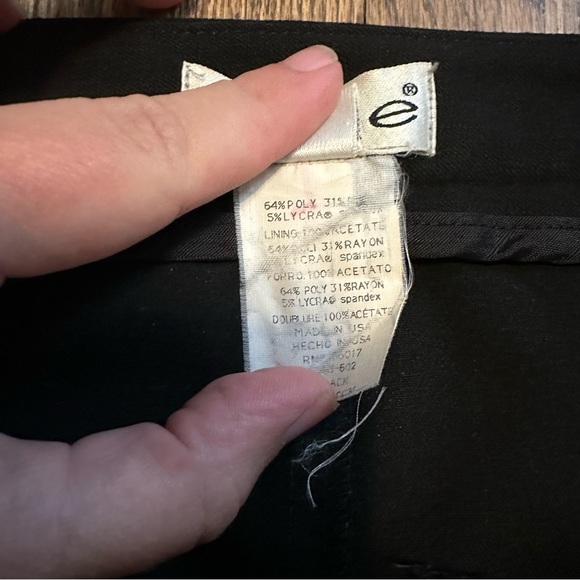 e®
64%POLY 31%
5%LYCRA®
LINING:100%ACETATE
64%POLI 31%RAYON
LYCRA® spandex
FORRO:100%ACETATO
64% POLY 31%RAYON
5% LYCRA® spandex
DOUBLURE 100%ACÉTATE
MADE IN USA
HECHO IN USA